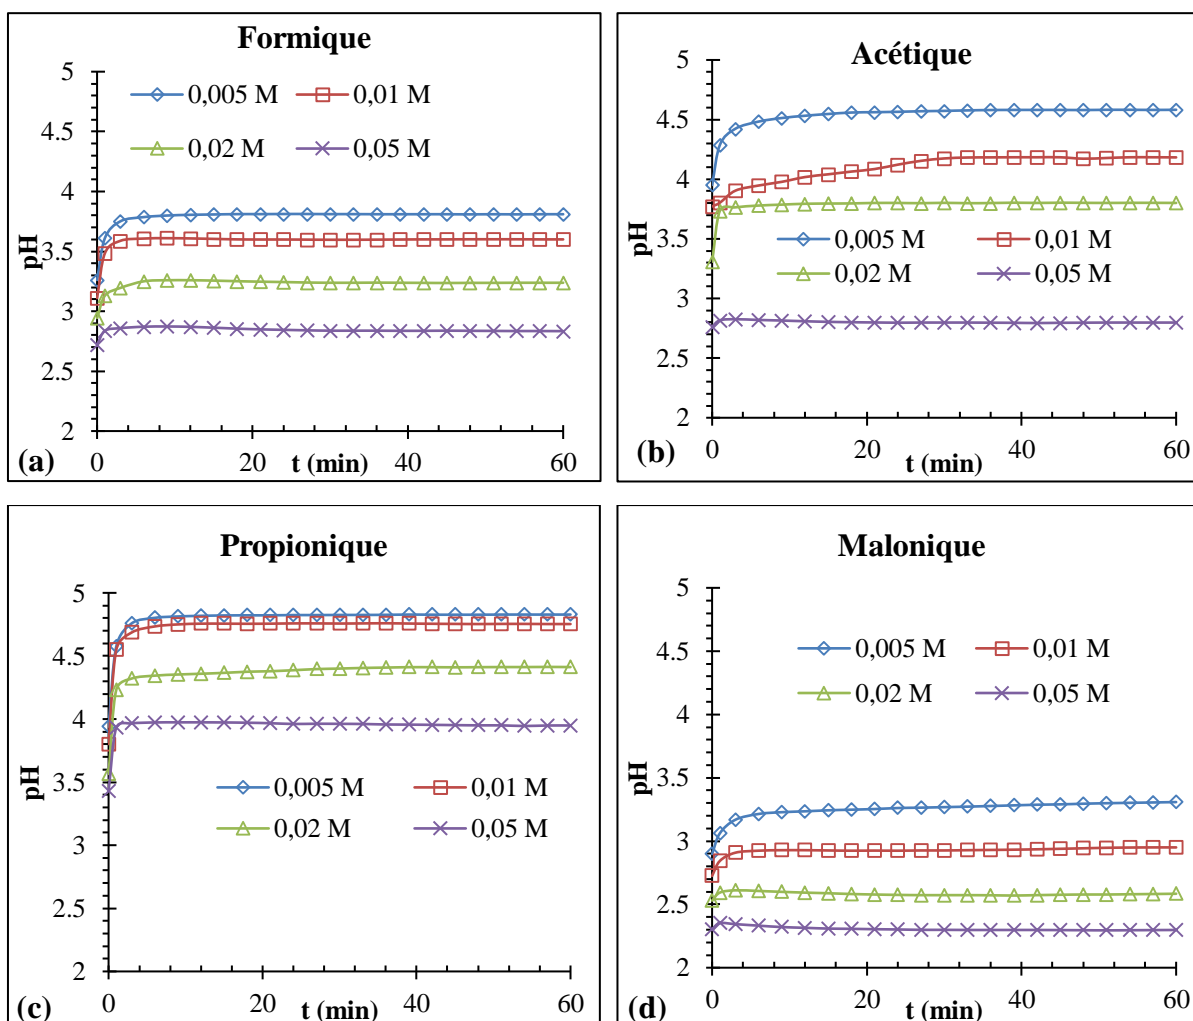 Formique
5
4.5
4
3.5
3
2.5
2
pH
0,005 M
0,01 M
0,02 M
0,05 M
0
20
40
60
t (min)
(a)
Acétique
5
4.5
4
3.5
3
2.5
2
pH
0,005 M
0,01 M
0,02 M
0,05 M
0
20
40
60
t (min)
(b)
Propionique
5
4.5
4
3.5
3
2.5
2
pH
0,005 M
0,01 M
0,02 M
0,05 M
0
20
40
60
t (min)
(c)
Malonique
5
4.5
4
3.5
3
2.5
2
pH
0,005 M
0,01 M
0,02 M
0,05 M
0
20
40
60
t (min)
(d)